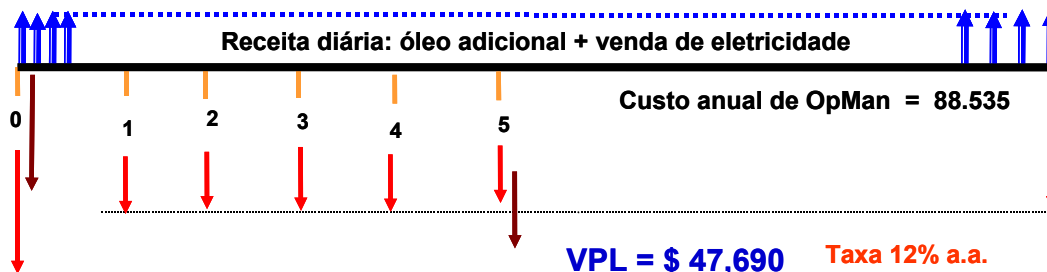 Receita diária: óleo adicional + venda de eletricidade
Custo anual de OpMan = 88.535
0
1
2
3
4
5
VPL = $ 47,690
Taxa 12% a.a.